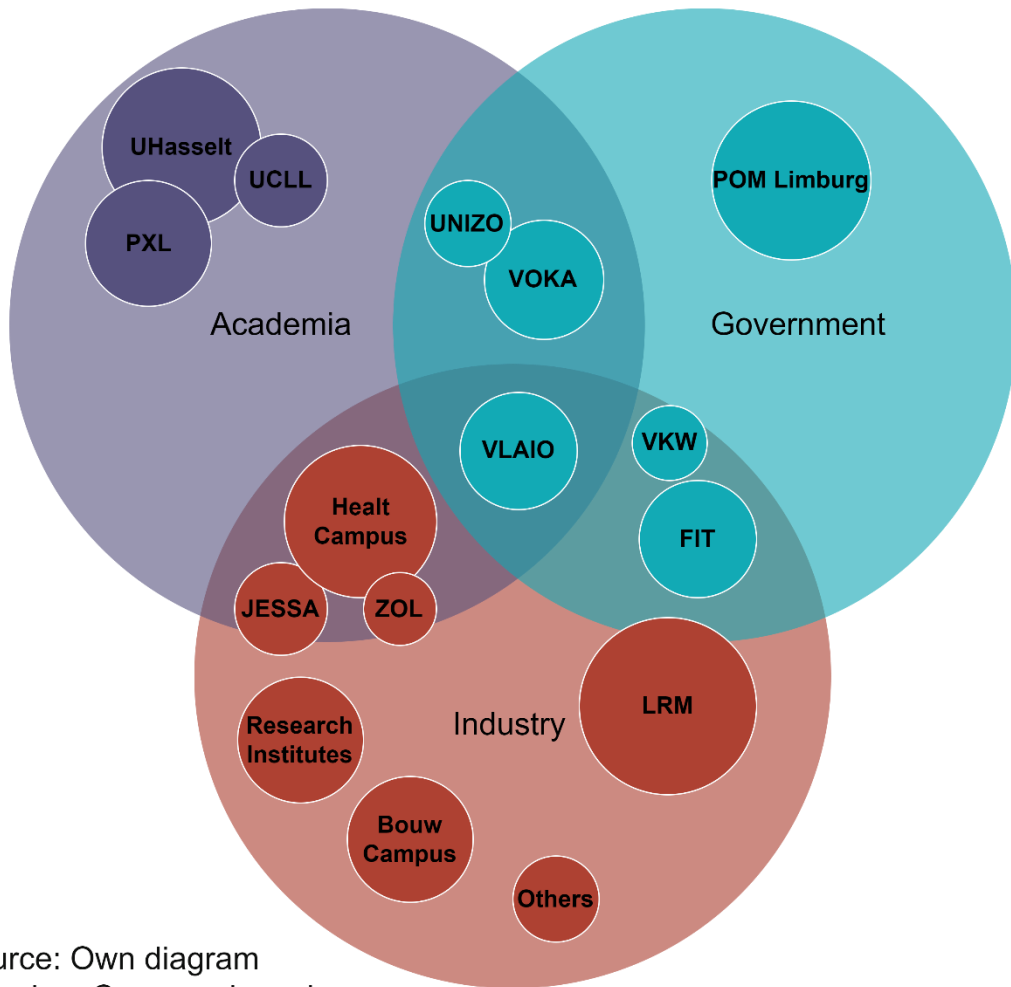 UHasselt
UCLL
PXL
Academia
UNIZO
VOKA
POM Limburg
Government
VLAIO
VKW
FIT
Healt
Campus
JESSA
ZOL
Research
Institutes
Bouw
Campus
Others
Industry
LRM
urce: Own diagram